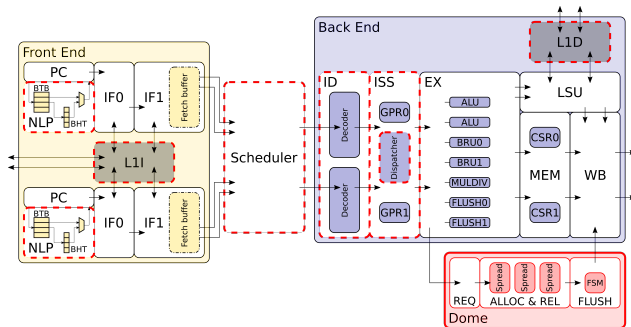 Front End
PC
BTB
NLP
BHT
IF0
IF1
Fetch buffer
L1I
PC
BTB
NLP
BHT
IF0
IF1
Fetch buffer
Scheduler
Back End
L1D
ID
Decoder
Decoder
ISS
GPR0
Dispatcher
GPR1
EX
ALU
ALU
BRU0
BRU1
MULDIV
FLUSH0
FLUSH1
LSU
CSR0
MEM
CSR1
WB
REQ
Spread
Spread
Spread
ALLOC & REL
FSM
FLUSH
Dome